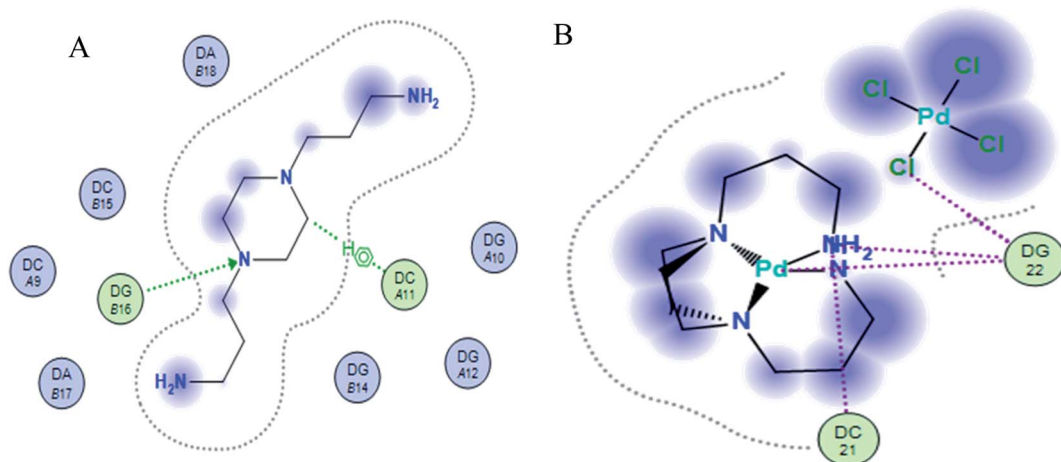 A
DA
B18
NH2
N
DC
B15
DC
A9
DG
B16
N
H
DC
A11
DG
A10
DA
B17
H2N
DG
B14
DG
A12
B
Cl
Cl
Pd
Cl
Cl
N
NH2
Pd
N
N
DG
22
DC
21